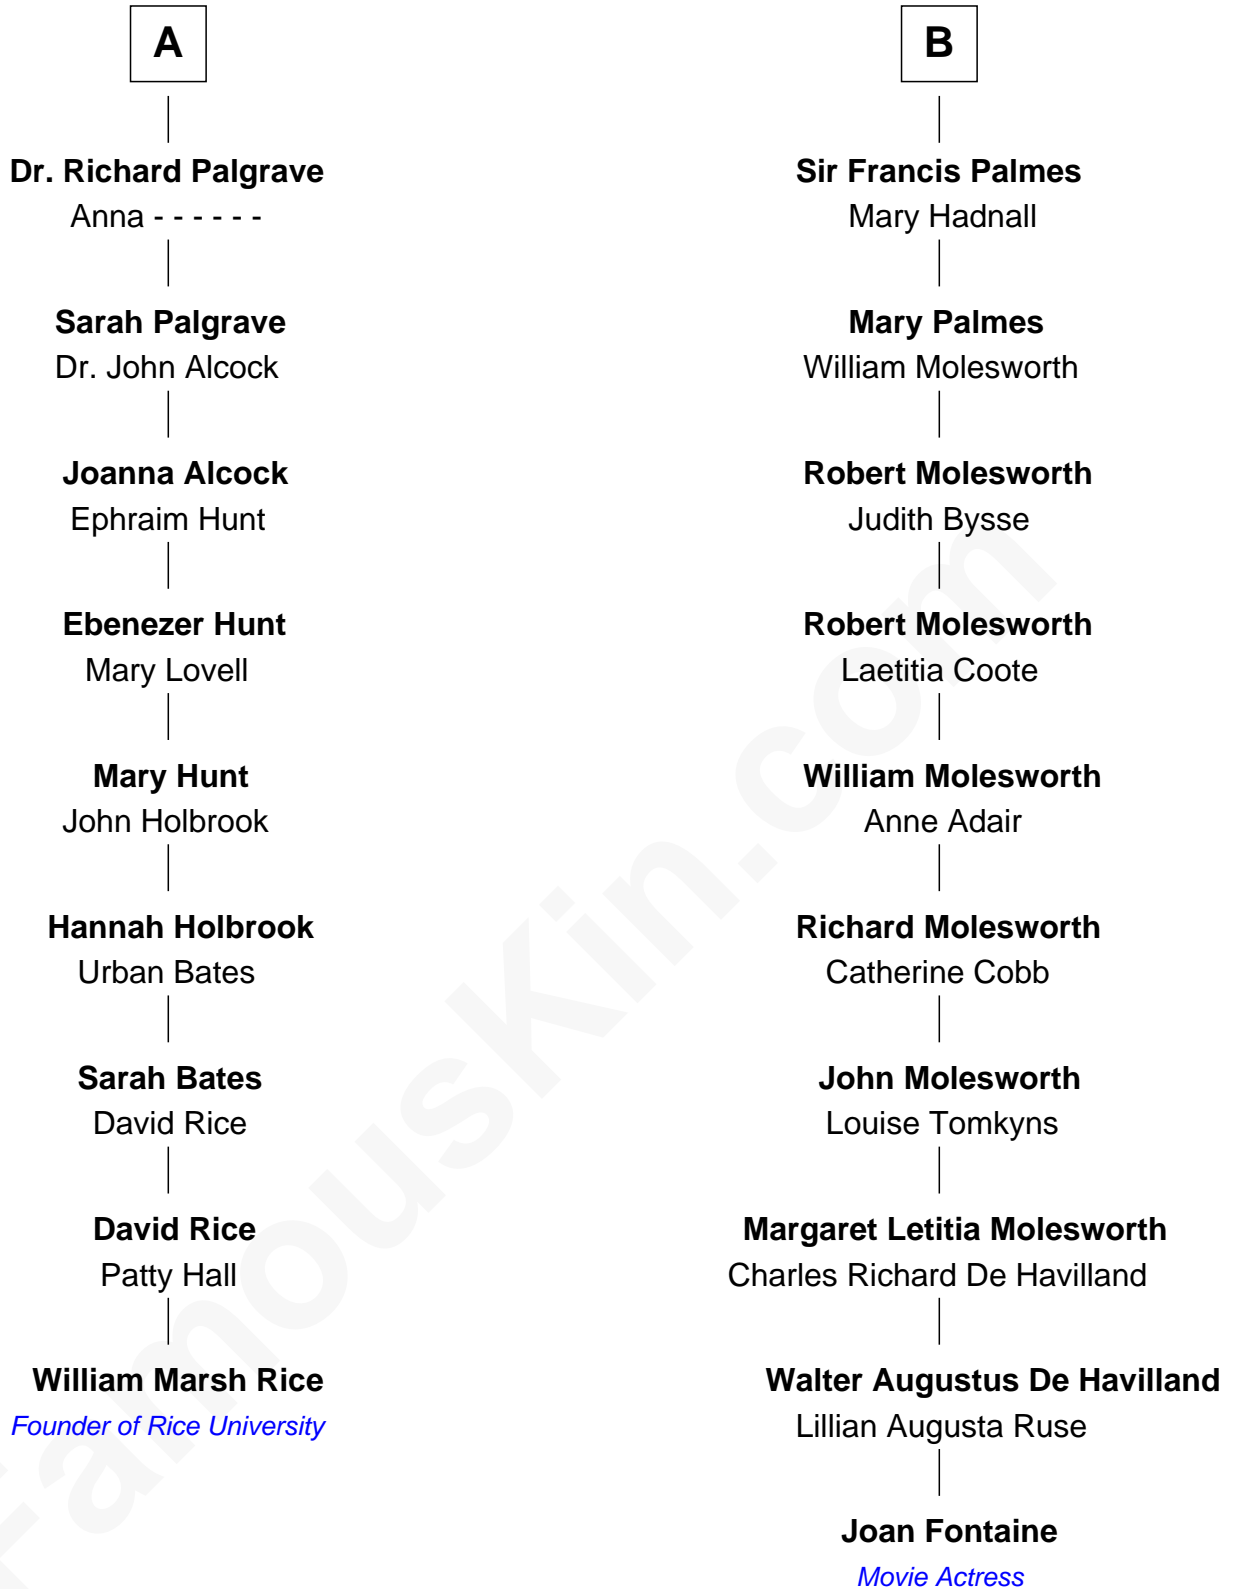 A
Dr. Richard Palgrave
Anna - - - - - -
Sarah Palgrave
Dr. John Alcock
Joanna Alcock
Ephraim Hunt
Ebenezer Hunt
Mary Lovell
Mary Hunt
John Holbrook
Hannah Holbrook
Urban Bates
Sarah Bates
David Rice
David Rice
Patty Hall
William Marsh Rice
Founder of Rice University
B
Sir Francis Palmes
Mary Hadnall
Mary Palmes
William Molesworth
Robert Molesworth
Judith Bysse
Robert Molesworth
Laetitia Coote
William Molesworth
Anne Adair
Richard Molesworth
Catherine Cobb
John Molesworth
Louise Tomkyns
Margaret Letitia Molesworth
Charles Richard De Havilland
Walter Augustus De Havilland
Lillian Augusta Ruse
Joan Fontaine
Movie Actress
FamousKin.com